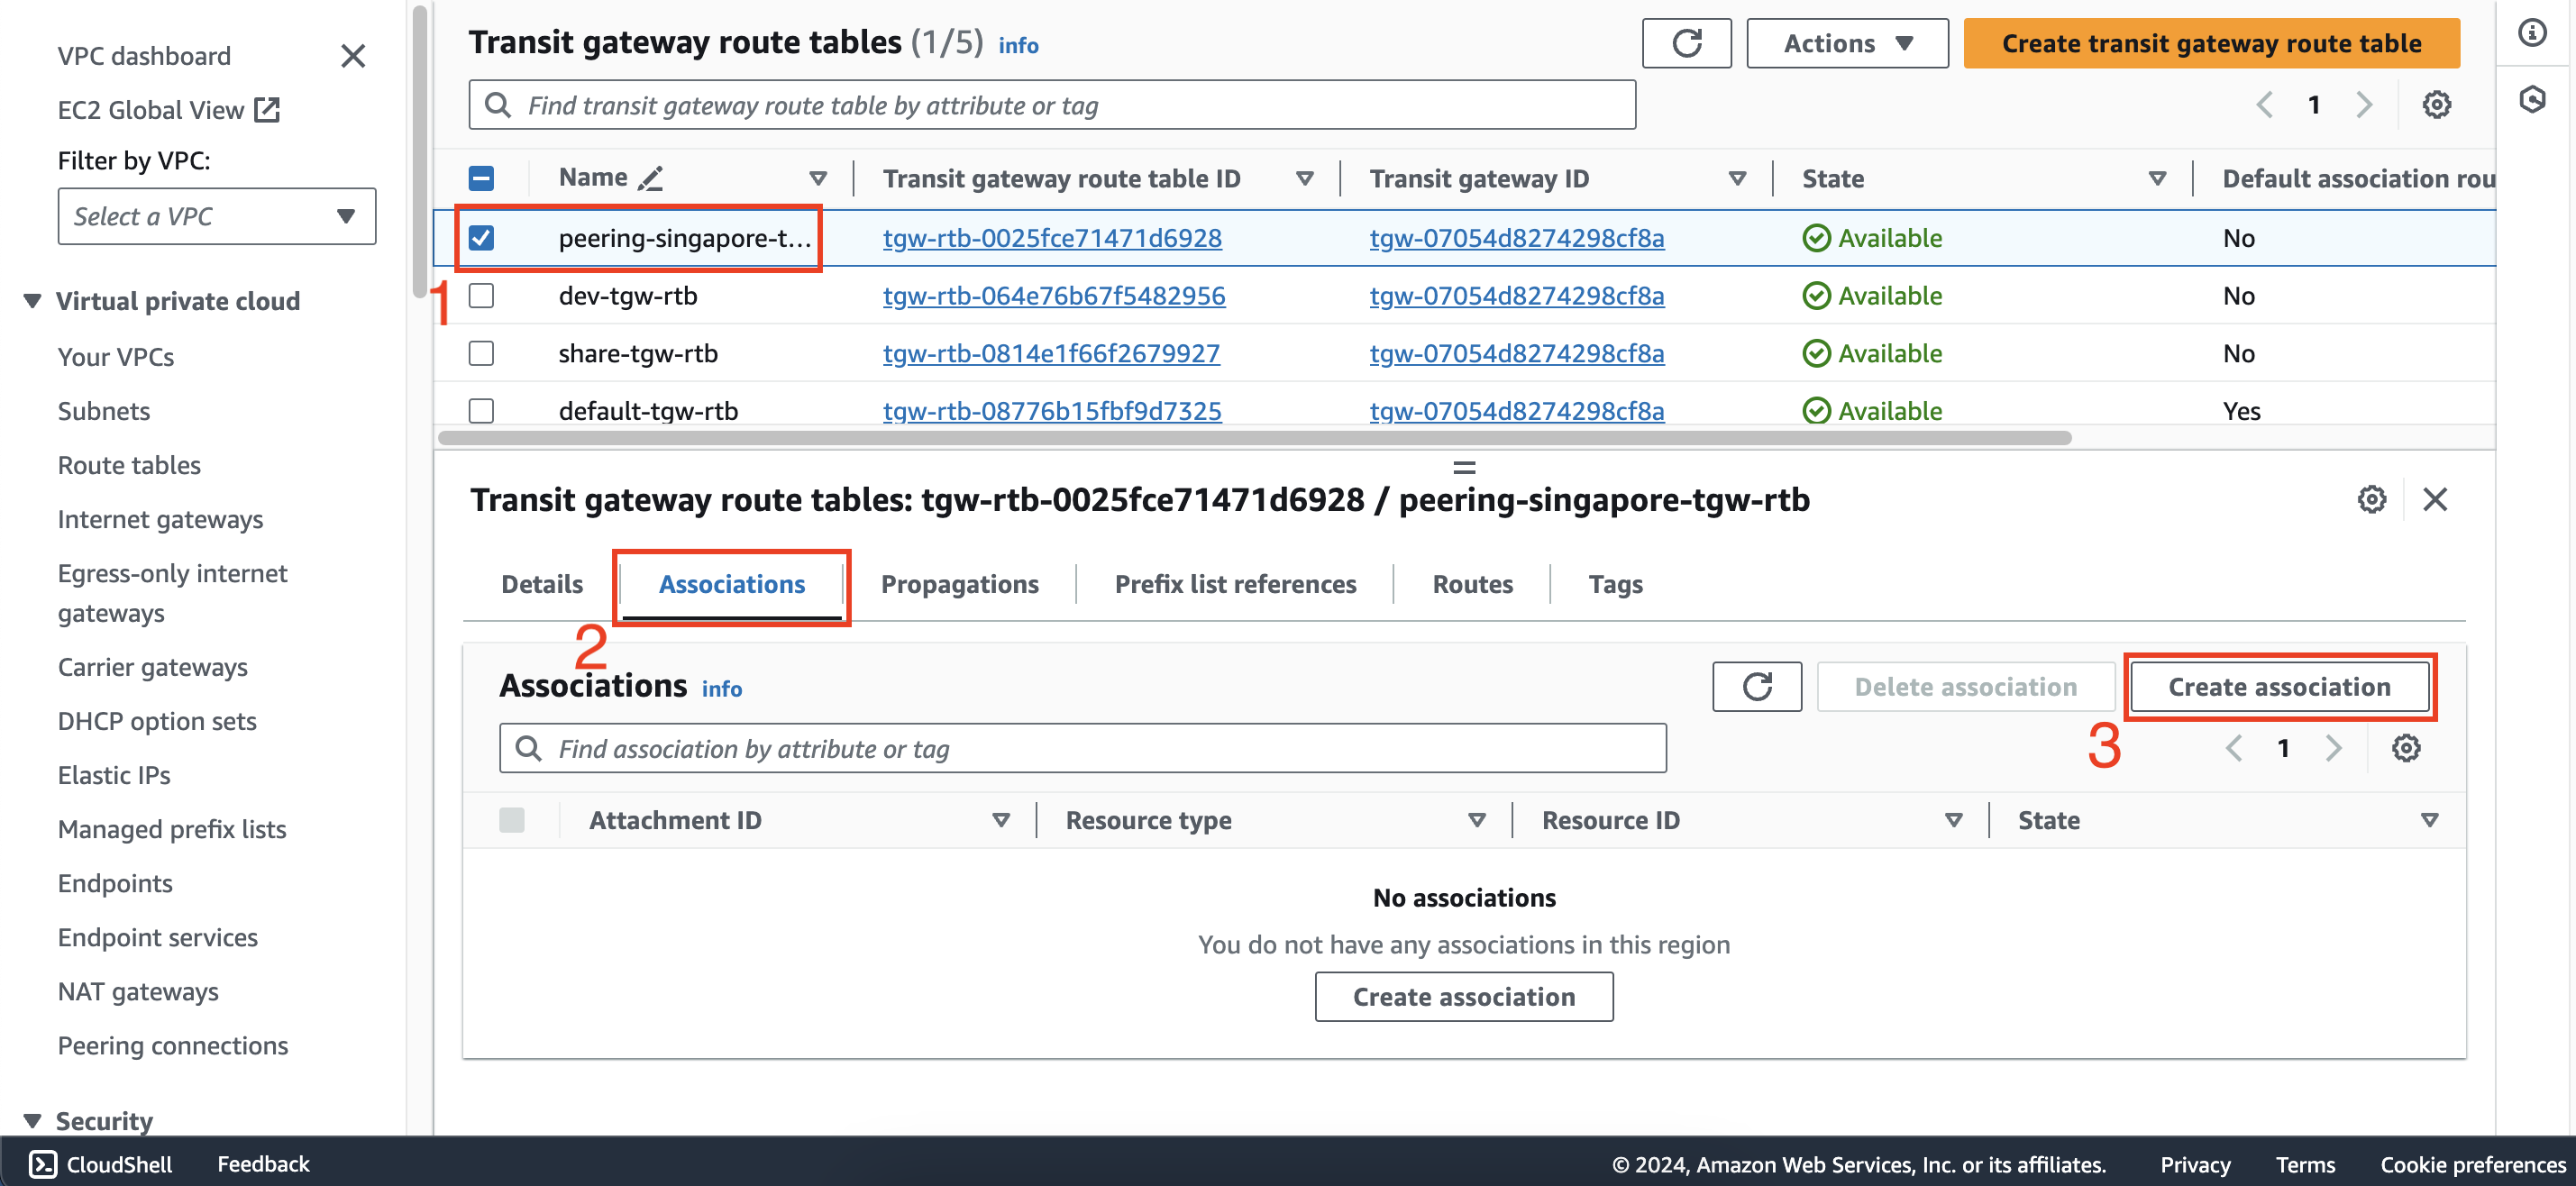 VPC dashboard
EC2 Global View
Filter by VPC:
Select a VPC
Virtual private cloud
Your VPCs
Subnets
Route tables
Internet gateways
Egress-only internet
gateways
Carrier gateways
DHCP option sets
Elastic IPs
Managed prefix lists
Endpoints
Endpoint services
NAT gateways
Peering connections
Security
Transit gateway route tables (1/5) info
Actions
Create transit gateway route table
Find transit gateway route table by attribute or tag
1
Name Transit gateway route table ID Transit gateway ID State Default association rou
peering-singapore-t... tgw-rtb-0025fce71471d6928 tgw-07054d8274298cf8a Available No
1
dev-tgw-rtb tgw-rtb-064e76b67f5482956 tgw-07054d8274298cf8a Available No
share-tgw-rtb tgw-rtb-0814e1f66f2679927 tgw-07054d8274298cf8a Available No
default-tgw-rtb tgw-rtb-08776b15fbf9d7325 tgw-07054d8274298cf8a Available Yes
Transit gateway route tables: tgw-rtb-0025fce71471d6928 / peering-singapore-tgw-rtb
Details Associations Propagations Prefix list references Routes Tags
2
Associations info
Delete association
Create association
3
Find association by attribute or tag
1
Attachment ID Resource type Resource ID State
No associations
You do not have any associations in this region
Create association
CloudShell Feedback © 2024, Amazon Web Services, Inc. or its affiliates. Privacy Terms Cookie preferences